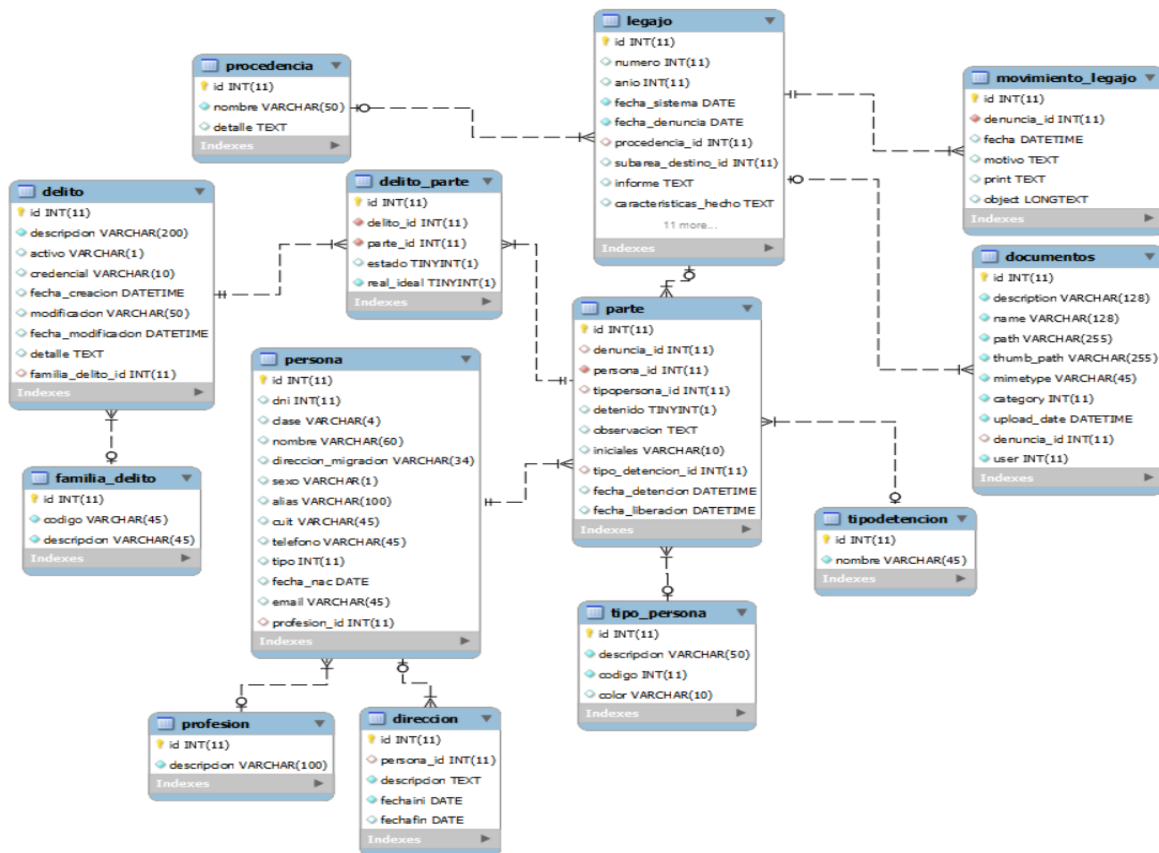 legajo
id INT(11)
numero INT(11)
anio INT(11)
fecha_sistema DATE
fecha_denuncia DATE
procedencia_id INT(11)
subarea_destino_id INT(11)
informe TEXT
caracteristicas_hecho TEXT
11 more...
Indexes
procedencia
id INT(11)
nombre VARCHAR(50)
detalle TEXT
Indexes
movimiento_legajo
id INT(11)
denuncia_id INT(11)
fecha DATETIME
motivo TEXT
print TEXT
object LONGTEXT
Indexes
delito
id INT(11)
descripcion VARCHAR(200)
activo VARCHAR(1)
credencial VARCHAR(10)
fecha_creacion DATETIME
modificacion VARCHAR(50)
fecha_modificacion DATETIME
detalle TEXT
familia_delito_id INT(11)
Indexes
delito_parte
id INT(11)
delito_id INT(11)
parte_id INT(11)
estado TINYINT(1)
real_ideal TINYINT(1)
Indexes
documentos
id INT(11)
description VARCHAR(128)
name VARCHAR(128)
path VARCHAR(255)
thumb_path VARCHAR(255)
mimetype VARCHAR(45)
category INT(11)
upload_date DATETIME
denuncia_id INT(11)
user INT(11)
Indexes
parte
id INT(11)
denuncia_id INT(11)
persona_id INT(11)
tipopersona_id INT(11)
detenido TINYINT(1)
observacion TEXT
iniciales VARCHAR(10)
tipo_detencion_id INT(11)
fecha_detencion DATETIME
fecha_liberacion DATETIME
Indexes
persona
id INT(11)
dni INT(11)
clase VARCHAR(4)
nombre VARCHAR(60)
direccion_migracion VARCHAR(34)
sexo VARCHAR(1)
alias VARCHAR(100)
cuit VARCHAR(45)
telefono VARCHAR(45)
tipo INT(11)
fecha_nac DATE
email VARCHAR(45)
profesion_id INT(11)
Indexes
familia_delito
id INT(11)
codigo VARCHAR(45)
descripcion VARCHAR(45)
Indexes
tipodetencion
id INT(11)
nombre VARCHAR(45)
Indexes
tipo_persona
id INT(11)
descripcion VARCHAR(50)
codigo INT(11)
color VARCHAR(10)
Indexes
profesion
id INT(11)
descripcion VARCHAR(100)
Indexes
direccion
id INT(11)
persona_id INT(11)
descripcion TEXT
fechaini DATE
fechafin DATE
Indexes